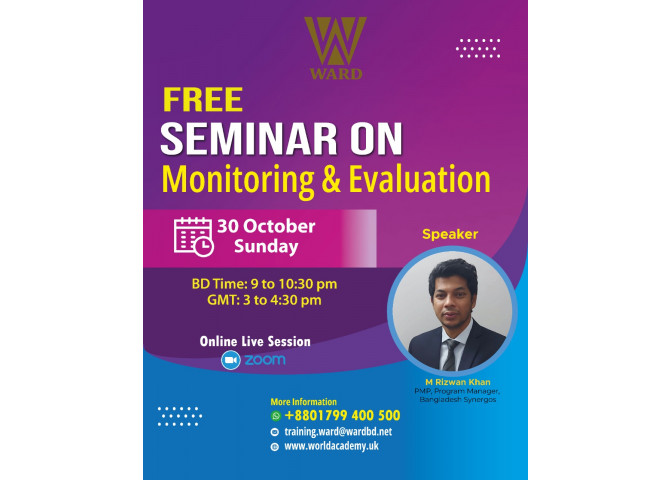 WARD
FREE
SEMINAR ON
Monitoring & Evaluation
30 October
Sunday
BD Time: 9 to 10:30 pm
GMT: 3 to 4:30 pm
Online Live Session
zoom
Speaker
M Rizwan Khan
PMP, Program Manager,
Bangladesh Synergos
More Information
+8801799 400 500
training.ward@wardbd.net
www.worldacademy.uk